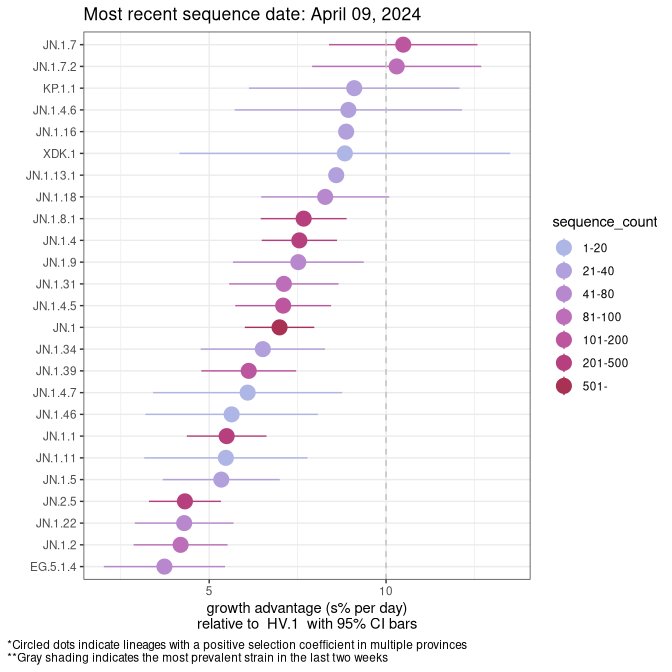 Most recent sequence date: April 09, 2024
JN.1.7
JN.1.7.2
KP.1.1
JN.1.4.6
JN.1.16
XDK.1
JN.1.13.1
JN.1.18
JN.1.8.1
JN.1.4
JN.1.9
JN.1.31
JN.1.4.5
JN.1
JN.1.34
JN.1.39
JN.1.4.7
JN.1.46
JN.1.1
JN.1.11
JN.1.5
JN.2.5
JN.1.22
JN.1.2
EG.5.1.4
5 10
growth advantage (s% per day)
relative to HV.1 with 95% CI bars
sequence_count
1-20
21-40
41-80
81-100
101-200
201-500
501-
*Circled dots indicate lineages with a positive selection coefficient in multiple provinces
**Gray shading indicates the most prevalent strain in the last two weeks